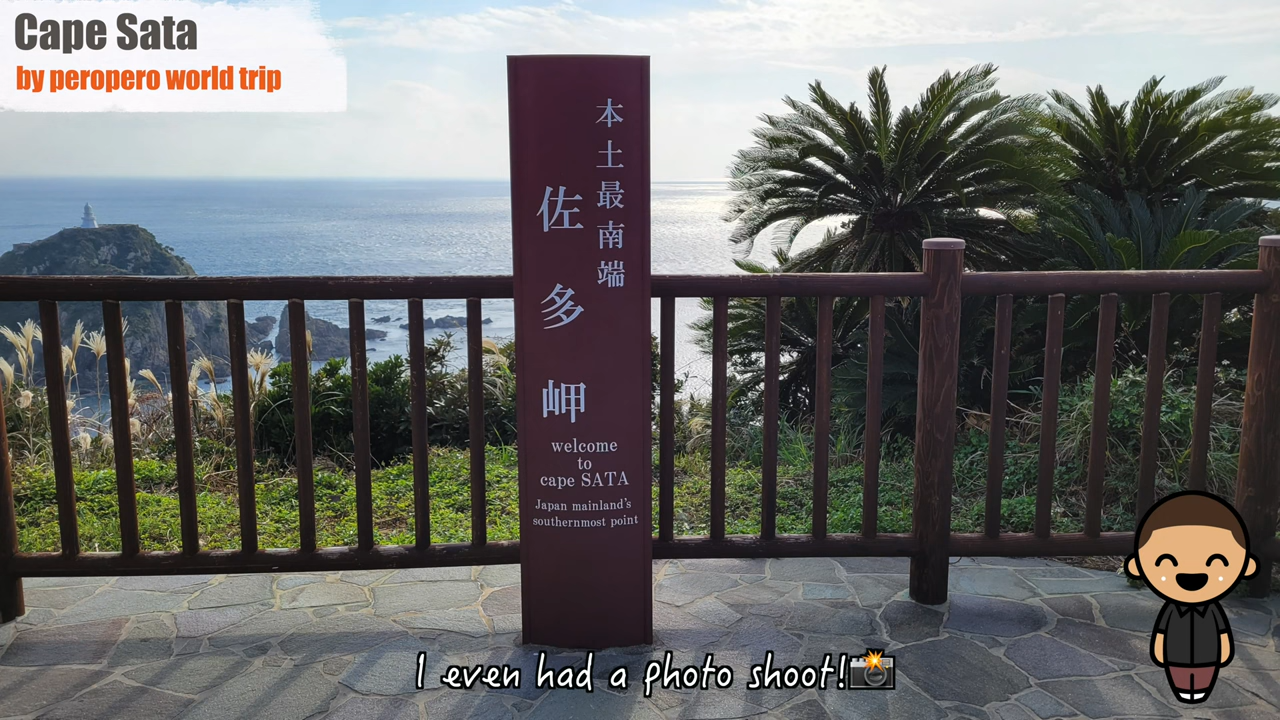 Cape Sata
by peropero world trip
本土最南端
佐多岬
welcome
to
cape SATA
Japan mainland's
southernmost point
I even had a photo shoot!📸